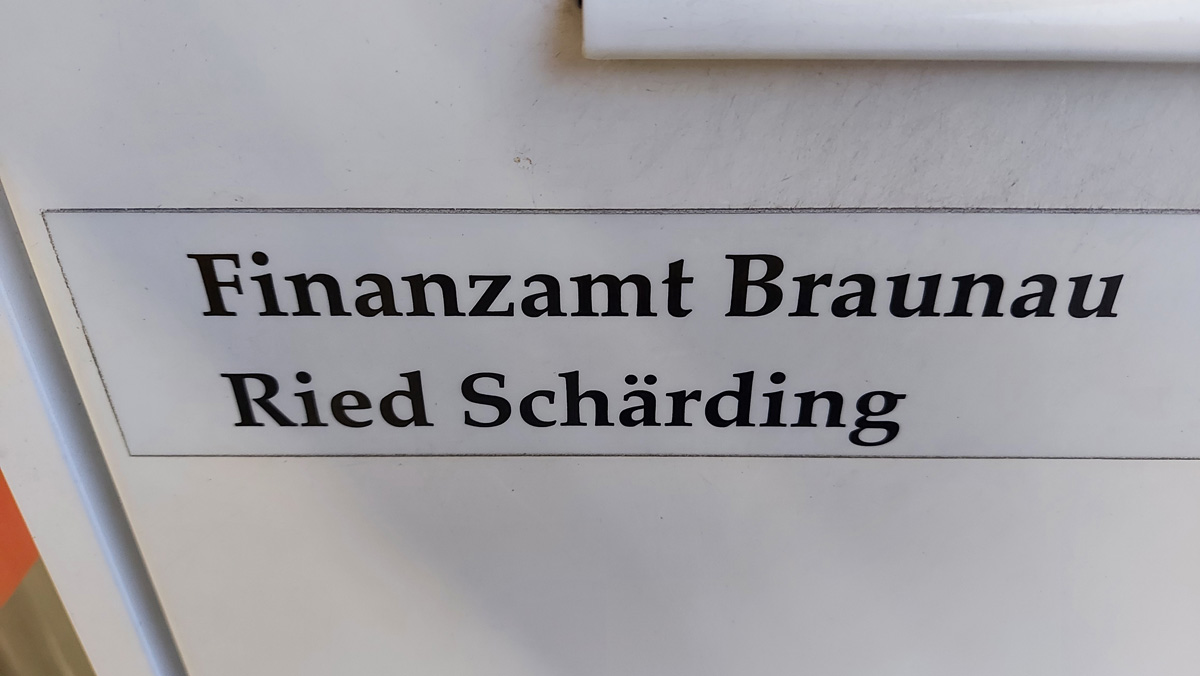 Finanzamt Braunau
Ried Schärding